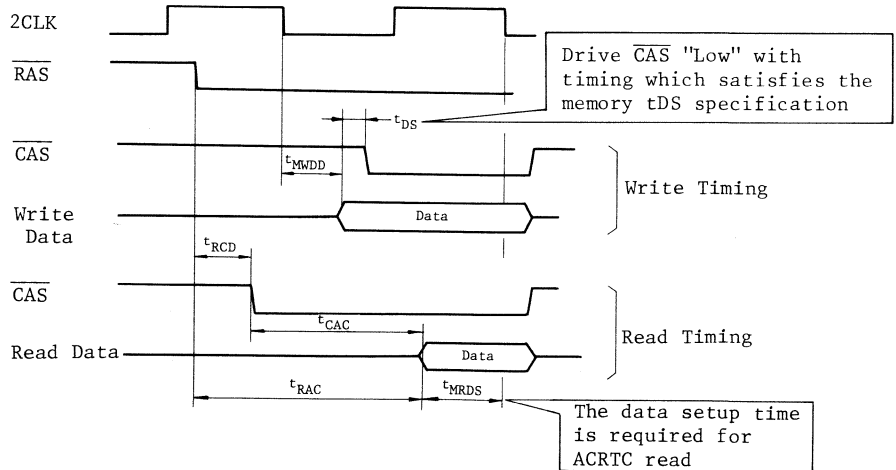 2CLK
RAS
Drive CAS "Low" with
timing which satisfies the
memory tDS specification
tDS
CAS
tMWDD
Write Timing
Write
Data
Data
tRCD
CAS
tCAC
Read Timing
Read Data
Data
tRAC
tMRDS
The data setup time
is required for
ACRTC read